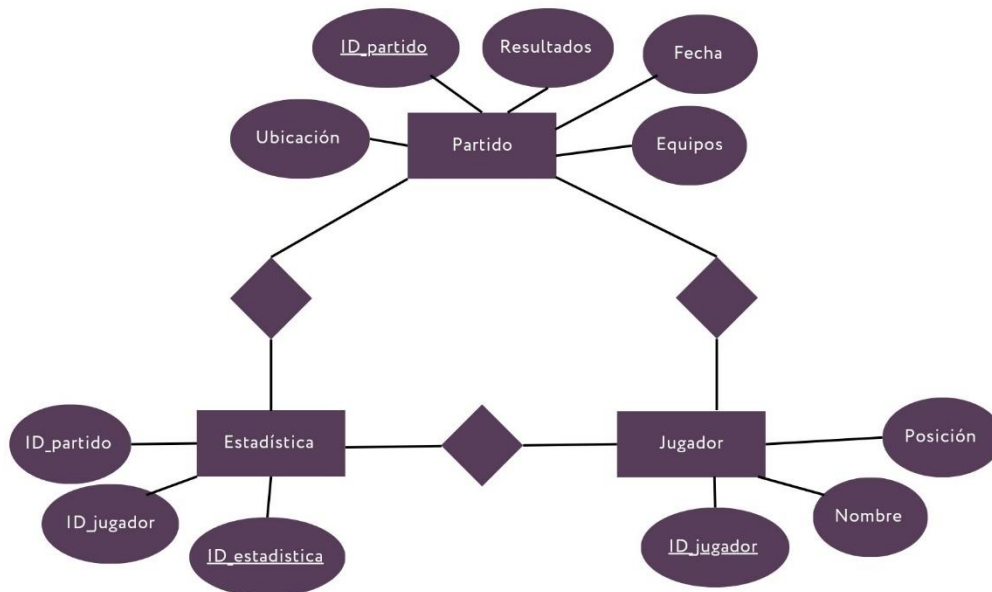 ID_partido
Resultados
Fecha
Ubicación
Partido
Equipos
ID_partido
Estadística
Jugador
Posición
ID_jugador
ID_estadistica
ID_jugador
Nombre